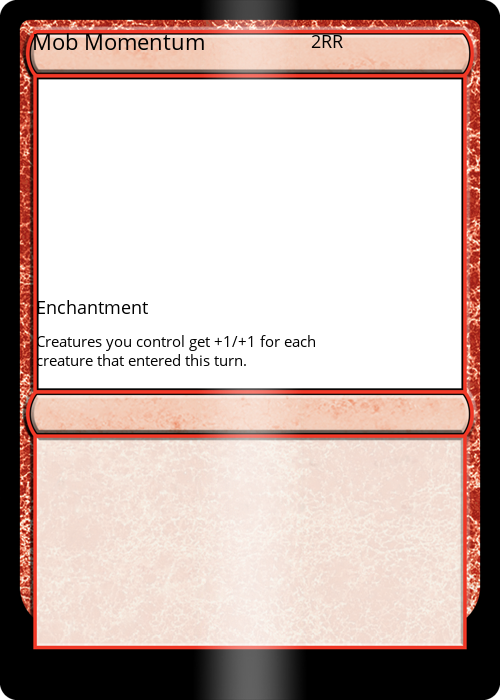 Mob Momentum 2RR
Enchantment
Creatures you control get +1/+1 for each
creature that entered this turn.